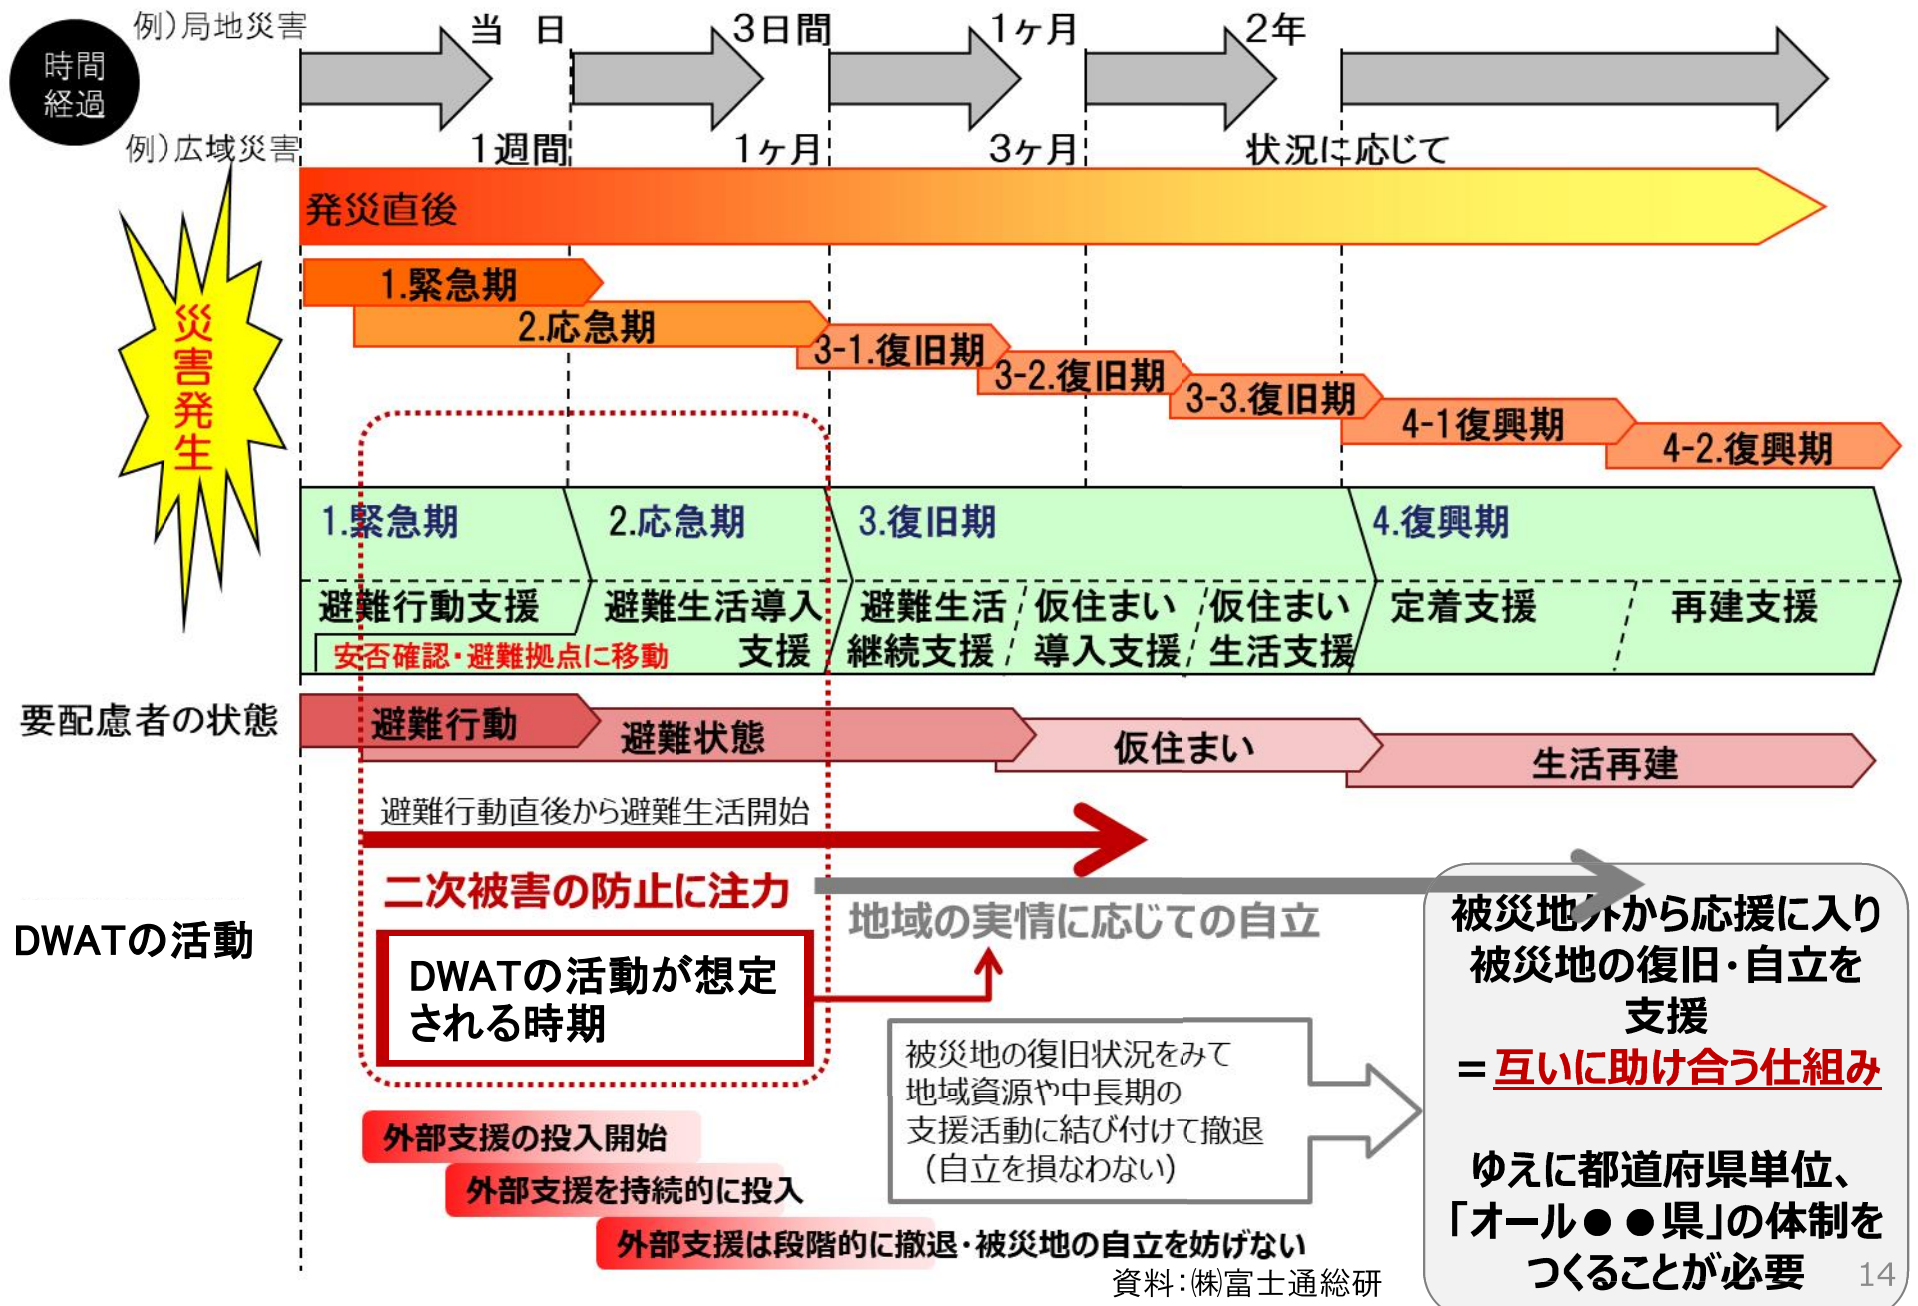 例）局地災害
当 日
3日間
1ヶ月
2年
時間
経過
例）広域災害
1週間
1ヶ月
3ヶ月
状況に応じて
発災直後
災害発生
1.緊急期
2.応急期
3-1.復旧期
3-2.復旧期
3-3.復旧期
4-1復興期
4-2.復興期
1.緊急期
2.応急期
3.復旧期
4.復興期
避難行動支援
安否確認・避難拠点に移動
避難生活導入
支援
避難生活
継続支援
仮住まい
導入支援
仮住まい
生活支援
定着支援
再建支援
要配慮者の状態
避難行動
避難状態
仮住まい
生活再建
避難行動直後から避難生活開始
二次被害の防止に注力
地域の実情に応じての自立
DWATの活動
DWATの活動が想定
される時期
被災地の復旧状況をみて
地域資源や中長期の
支援活動に結び付けて撤退
（自立を損なわない）
被災地外から応援に入り
被災地の復旧・自立を
支援
＝互いに助け合う仕組み
ゆえに都道府県単位、
「オール●●県」の体制を
つくることが必要
外部支援の投入開始
外部支援を持続的に投入
外部支援は段階的に撤退・被災地の自立を妨げない
資料：㈱富士通総研
14